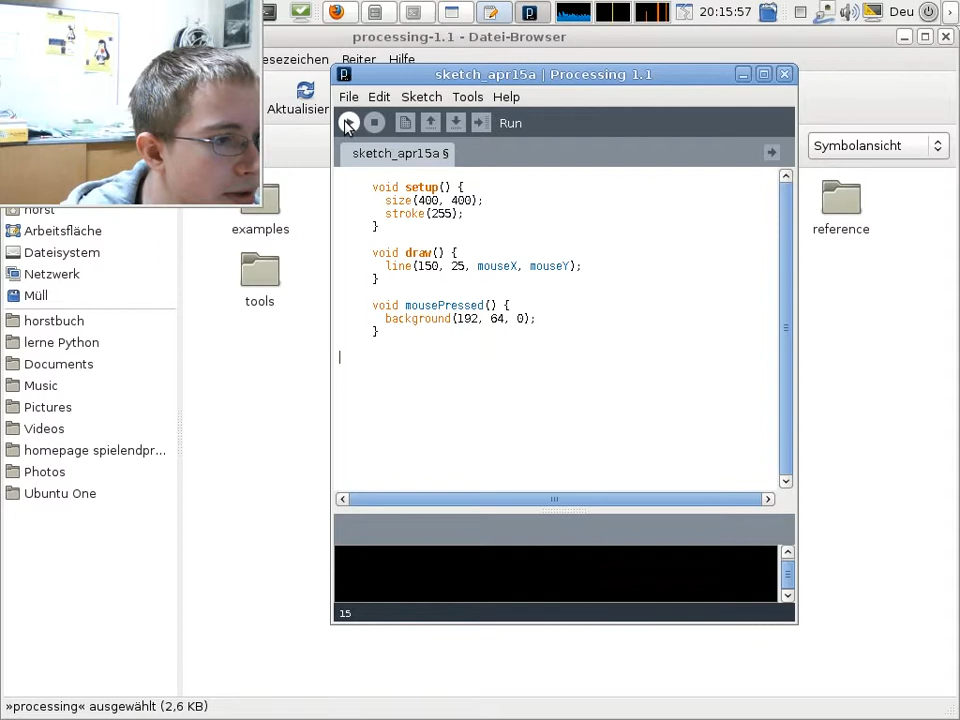 20:15:57
Deu
processing-1.1 - Datei-Browser
esezeichen Reiter Hilfe
Aktualisier
sketch_apr15a | Processing 1.1
File Edit Sketch Tools Help
Run
sketch_apr15a §
Symbolansicht
void setup() {
size(400, 400);
stroke(255);
}
void draw() {
line(150, 25, mouseX, mouseY);
}
void mousePressed() {
background(192, 64, 0);
}
15
horst
Arbeitsfläche
Dateisystem
Netzwerk
Müll
horstbuch
lerne Python
Documents
Music
Pictures
Videos
homepage spielendpr...
Photos
Ubuntu One
examples
tools
reference
»processing« ausgewählt (2,6 KB)